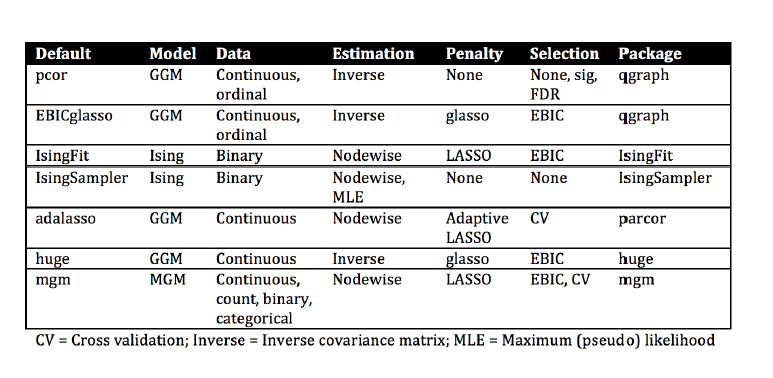 Default Model Data Estimation Penalty Selection Package
pcor GGM Continuous, ordinal Inverse None None, sig, FDR qgraph
EBICglasso GGM Continuous, ordinal Inverse glasso EBIC qgraph
IsingFit Ising Binary Nodewise LASSO EBIC IsingFit
IsingSampler Ising Binary Nodewise, MLE None None IsingSampler
adalasso GGM Continuous Nodewise Adaptive LASSO CV parcor
huge GGM Continuous Inverse glasso EBIC huge
mgm MGM Continuous, count, binary, categorical Nodewise LASSO EBIC, CV mgm
CV = Cross validation; Inverse = Inverse covariance matrix; MLE = Maximum (pseudo) likelihood